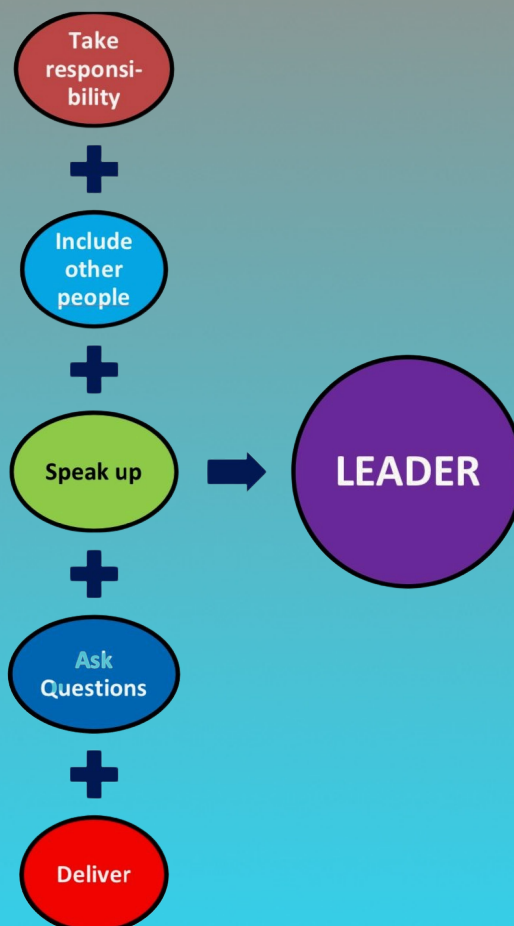 Take
responsi-
bility
Include
other
people
Speak up
LEADER
Ask
Questions
Deliver